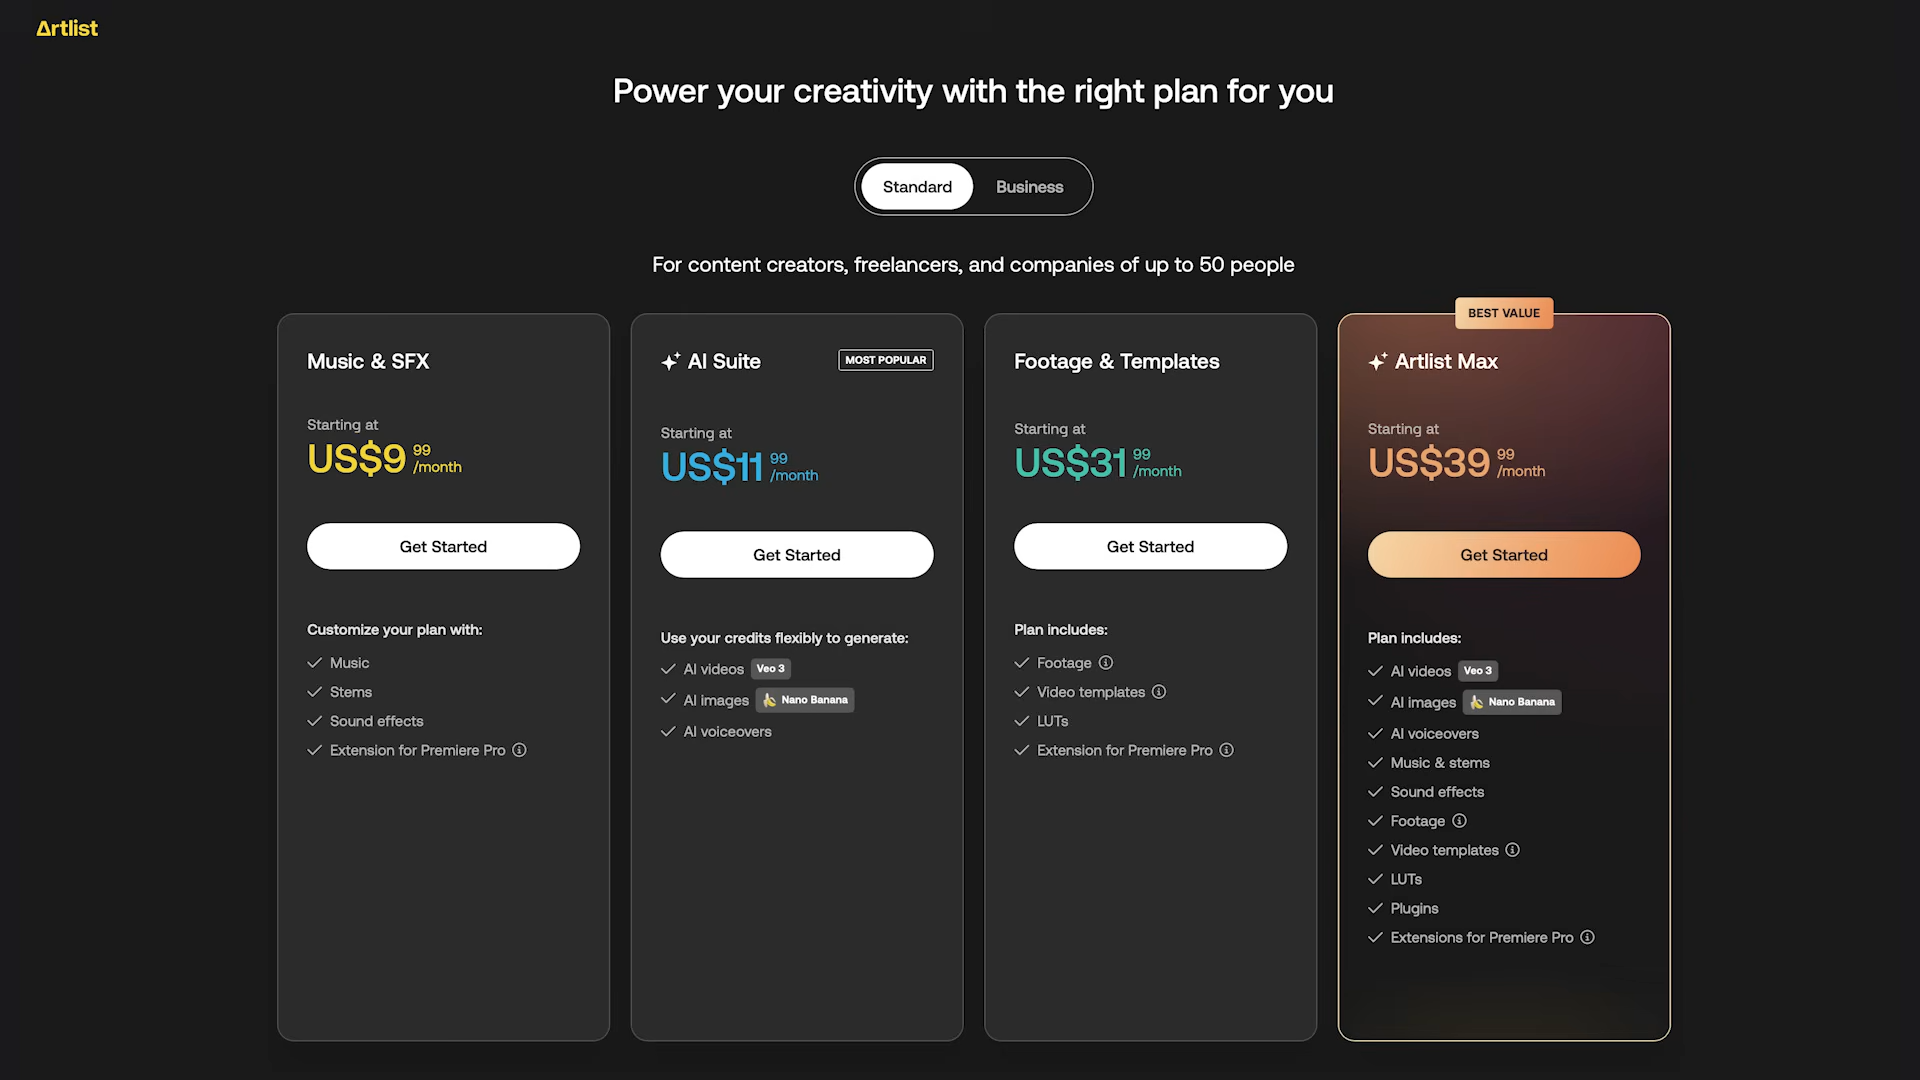 Artlist
Power your creativity with the right plan for you
Standard
Business
For content creators, freelancers, and companies of up to 50 people
Music & SFX
Starting at
US$9 99 /month
Get Started
Customize your plan with:
Music
Stems
Sound effects
Extension for Premiere Pro
AI Suite
MOST POPULAR
Starting at
US$11 99 /month
Get Started
Use your credits flexibly to generate:
AI videos Veo 3
AI images Nano Banana
AI voiceovers
Footage & Templates
Starting at
US$31 99 /month
Get Started
Plan includes:
Footage
Video templates
LUTs
Extension for Premiere Pro
BEST VALUE
Artlist Max
Starting at
US$39 99 /month
Get Started
Plan includes:
AI videos Veo 3
AI images Nano Banana
AI voiceovers
Music & stems
Sound effects
Footage
Video templates
LUTs
Plugins
Extensions for Premiere Pro